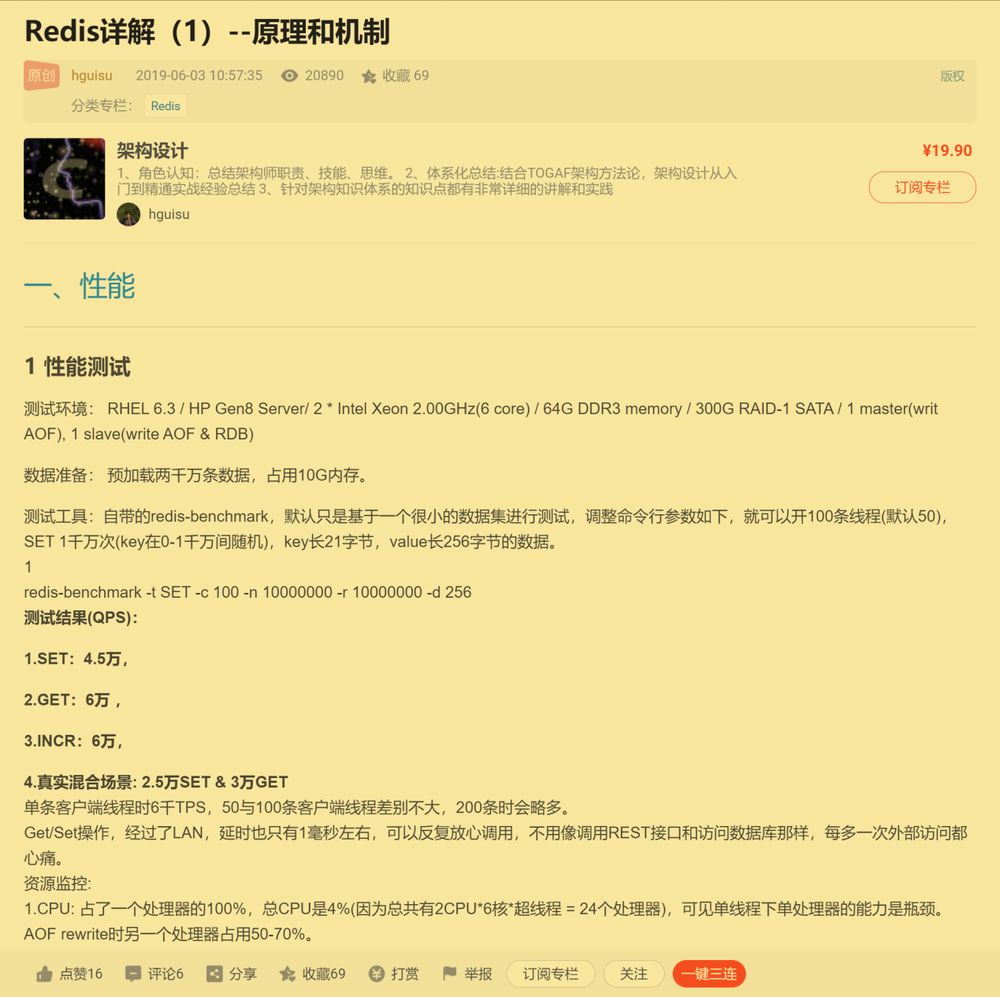 Redis详解（1）--原理和机制
原创 hguisu 2019-06-03 10:57:35 20890 收藏 69 版权
分类专栏： Redis
架构设计 ¥19.90
1、角色认知：总结架构师职责、技能、思维。 2、体系化总结:结合TOGAF架构方法论，架构设计从入
门到精通实战经验总结 3、针对架构知识体系的知识点都有非常详细的讲解和实践
订阅专栏
hguisu
一、性能
1 性能测试
测试环境： RHEL 6.3 / HP Gen8 Server/ 2 * Intel Xeon 2.00GHz(6 core) / 64G DDR3 memory / 300G RAID-1 SATA / 1 master(writ
AOF), 1 slave(write AOF & RDB)
数据准备： 预加载两千万条数据，占用10G内存。
测试工具：自带的redis-benchmark，默认只是基于一个很小的数据集进行测试，调整命令行参数如下，就可以开100条线程(默认50)，
SET 1千万次(key在0-1千万间随机)，key长21字节，value长256字节的数据。
1
redis-benchmark -t SET -c 100 -n 10000000 -r 10000000 -d 256
测试结果(QPS)：
1.SET：4.5万，
2.GET：6万 ，
3.INCR：6万，
4.真实混合场景: 2.5万SET & 3万GET
单条客户端线程时6千TPS，50与100条客户端线程差别不大，200条时会略多。
Get/Set操作，经过了LAN，延时也只有1毫秒左右，可以反复放心调用，不用像调用REST接口和访问数据库那样，每多一次外部访问都
心痛。
资源监控:
1.CPU: 占了一个处理器的100%，总CPU是4%(因为总共有2CPU*6核*超线程 = 24个处理器)，可见单线程下单处理器的能力是瓶颈。
AOF rewrite时另一个处理器占用50-70%。
点赞16 评论6 分享 收藏69 打赏 举报 订阅专栏 关注 一键三连